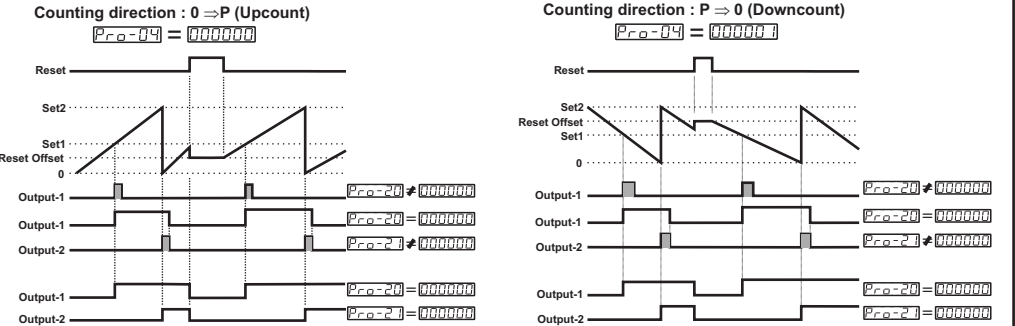 Counting direction : 0 ⇒P (Upcount)
Pro-04 = 000000
Reset
Set2
Set1
Reset Offset
0
Output-1 Pro-20 ≠ 000000
Output-1 Pro-20 = 000000
Output-2 Pro-21 ≠ 000000
Output-1 Pro-20 = 000000
Output-2 Pro-21 = 000000
Counting direction : P ⇒ 0 (Downcount)
Pro-04 = 000001
Reset
Set2
Reset Offset
Set1
0
Output-1 Pro-20 ≠ 000000
Output-1 Pro-20 = 000000
Output-2 Pro-21 ≠ 000000
Output-1 Pro-20 = 000000
Output-2 Pro-21 = 000000